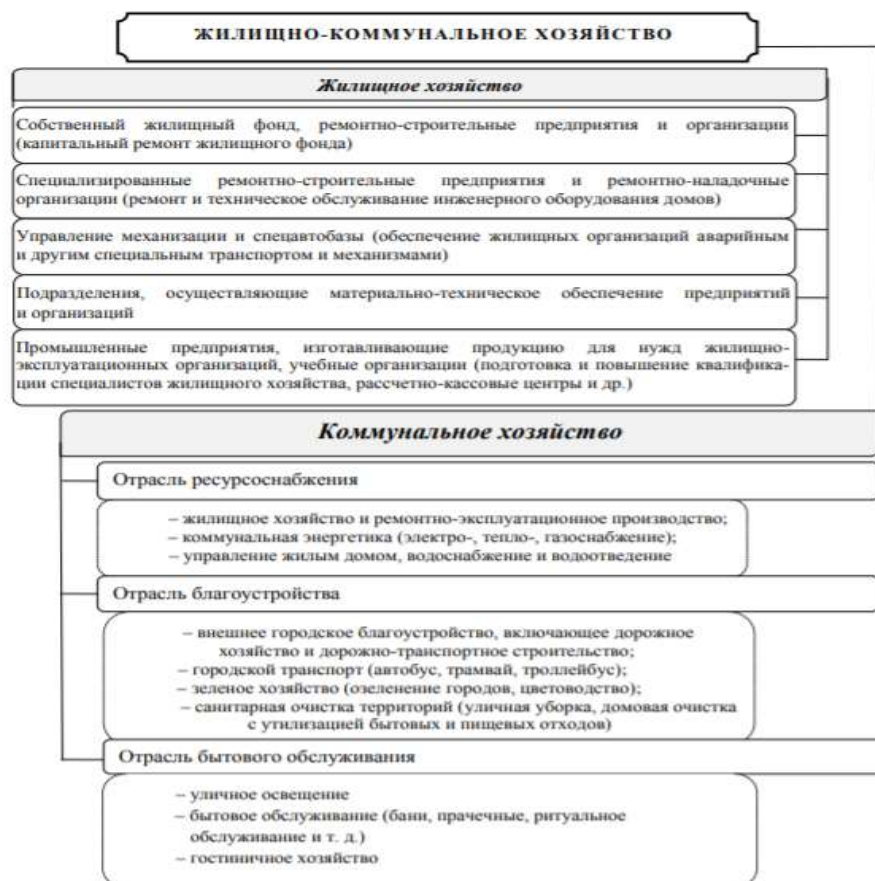 ЖИЛИЩНО-КОММУНАЛЬНОЕ ХОЗЯЙСТВО
Жилищное хозяйство
Собственный жилищный фонд, ремонтно-строительные предприятия и организации
(капитальный ремонт жилищного фонда)
Специализированные ремонтно-строительные предприятия и ремонтно-наладочные
организации (ремонт и техническое обслуживание инженерного оборудования домов)
Управление механизации и спецавтобазы (обеспечение жилищных организаций аварийным
и другим специальным транспортом и механизмами)
Подразделения, осуществляющие материально-техническое обеспечение предприятий
и организаций
Промышленные предприятия, изготавливающие продукцию для нужд жилищно-
эксплуатационных организаций, учебные организации (подготовка и повышение квалифика-
ции специалистов жилищного хозяйства, рассчетно-кассовые центры и др.)
Коммунальное хозяйство
Отрасль ресурсоснабжения
– жилищное хозяйство и ремонтно-эксплуатационное производство;
– коммунальная энергетика (электро-, тепло-, газоснабжение);
– управление жилым домом, водоснабжение и водоотведение
Отрасль благоустройства
– внешнее городское благоустройство, включающее дорожное
хозяйство и дорожно-транспортное строительство;
– городской транспорт (автобус, трамвай, троллейбус);
– зеленое хозяйство (озеленение городов, цветоводство);
– санитарная очистка территорий (уличная уборка, домовая очистка
с утилизацией бытовых и пищевых отходов)
Отрасль бытового обслуживания
– уличное освещение
– бытовое обслуживание (бани, прачечные, ритуальное
обслуживание и т. д.)
– гостиничное хозяйство